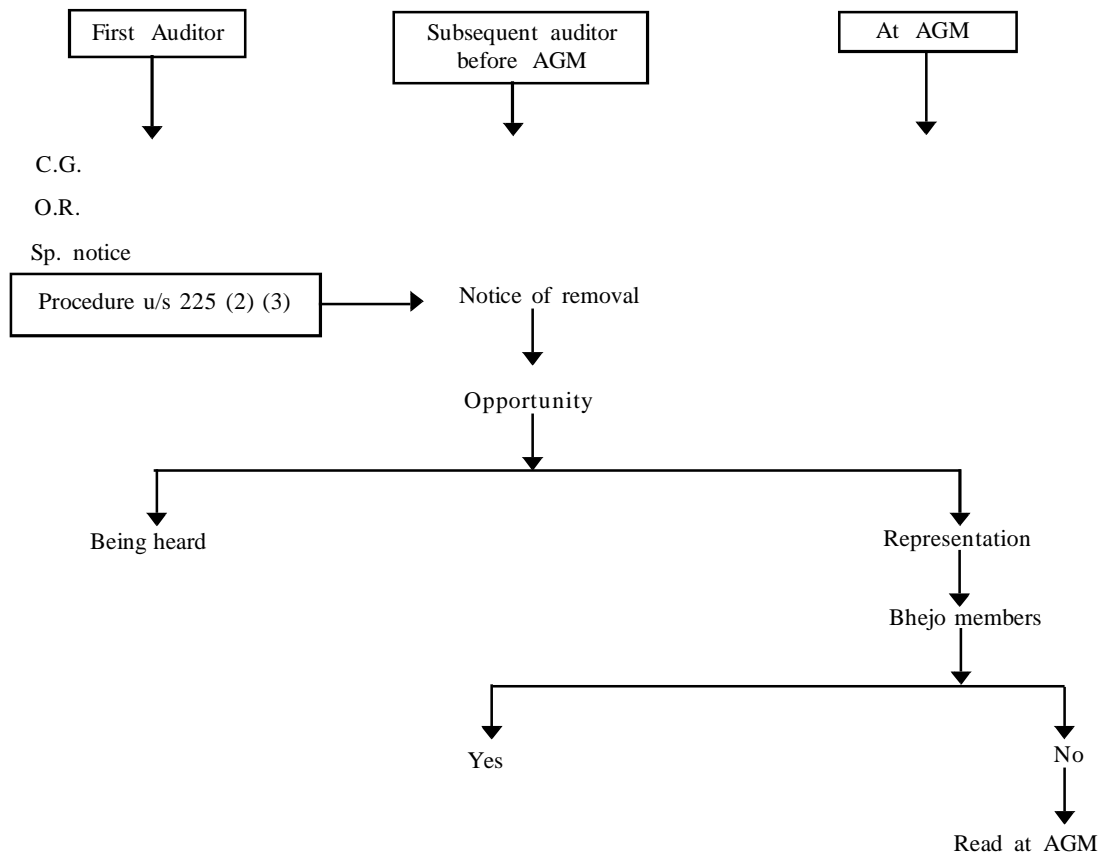 First Auditor
Subsequent auditor
before AGM
At AGM
C.G.
O.R.
Sp. notice
Procedure u/s 225 (2) (3)
Notice of removal
Opportunity
Being heard
Representation
Bhejo members
Yes
No
Read at AGM